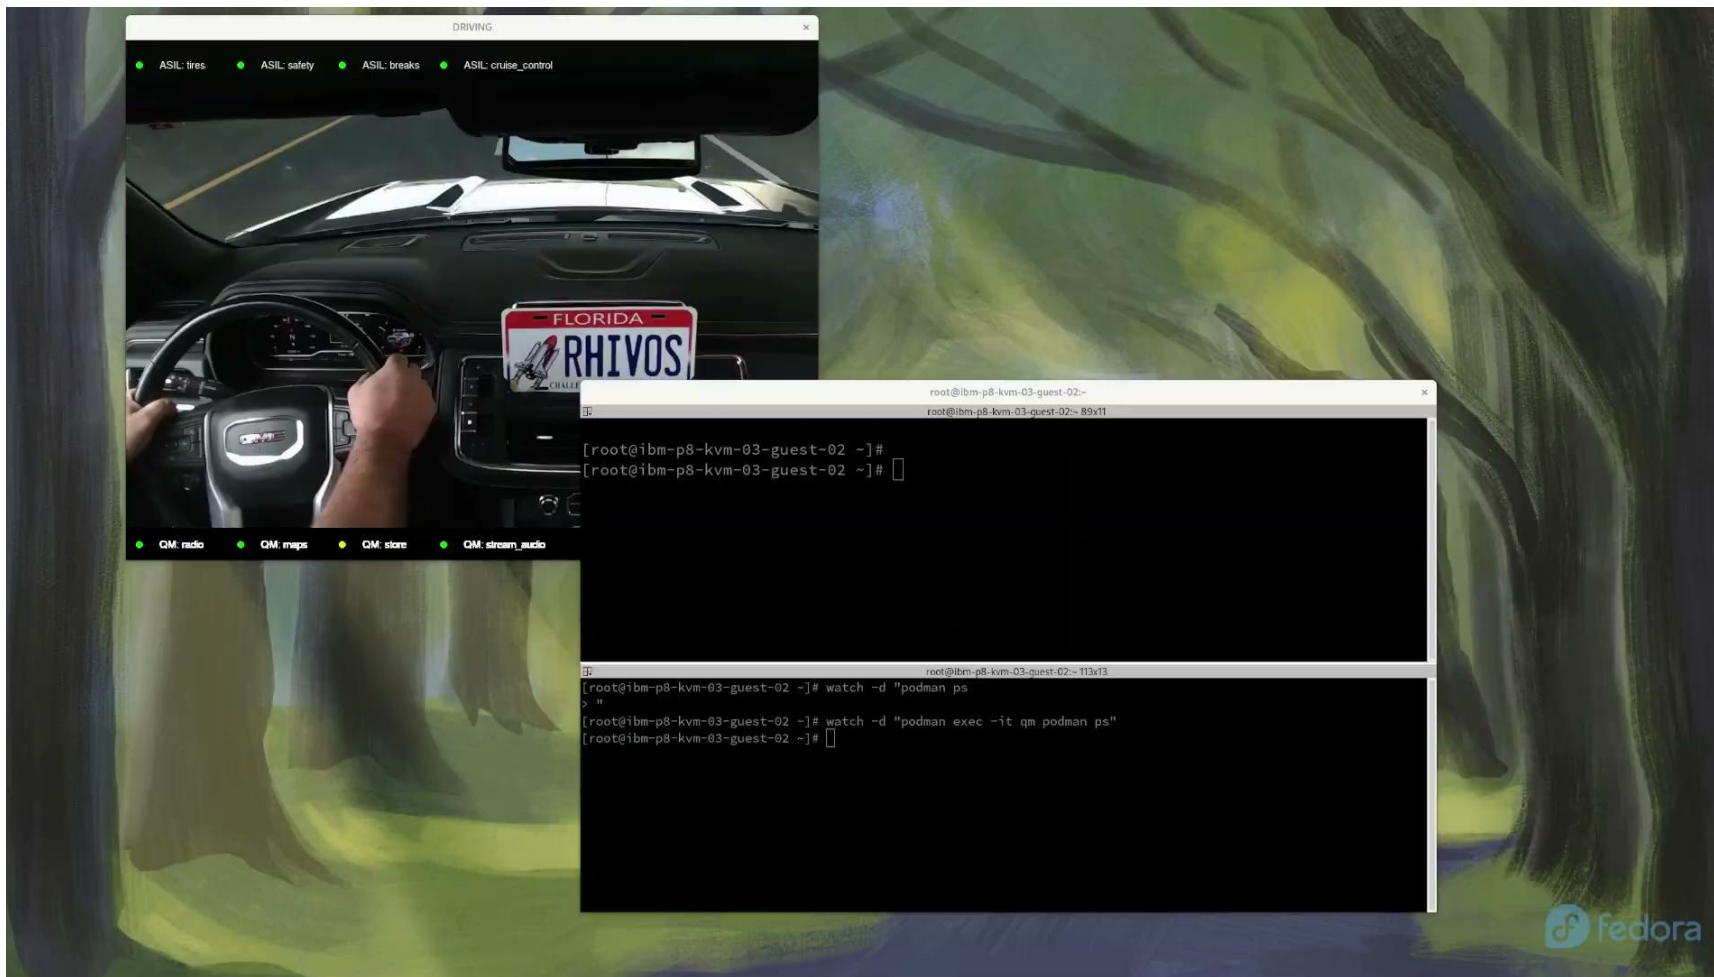 DRIVING
ASIL: tires
ASIL: safety
ASIL: breaks
ASIL: cruise_control
FLORIDA
RHIVOS
CHALLE
GMC
QM: radio
QM: maps
QM: store
QM: stream_audio
root@ibm-p8-kvm-03-guest-02:~
root@ibm-p8-kvm-03-guest-02:~ 89x11
[root@ibm-p8-kvm-03-guest-02 ~]#
[root@ibm-p8-kvm-03-guest-02 ~]#
root@ibm-p8-kvm-03-guest-02:~ 113x13
[root@ibm-p8-kvm-03-guest-02 ~]# watch -d "podman ps
> "
[root@ibm-p8-kvm-03-guest-02 ~]# watch -d "podman exec -it qm podman ps"
[root@ibm-p8-kvm-03-guest-02 ~]#
fedora